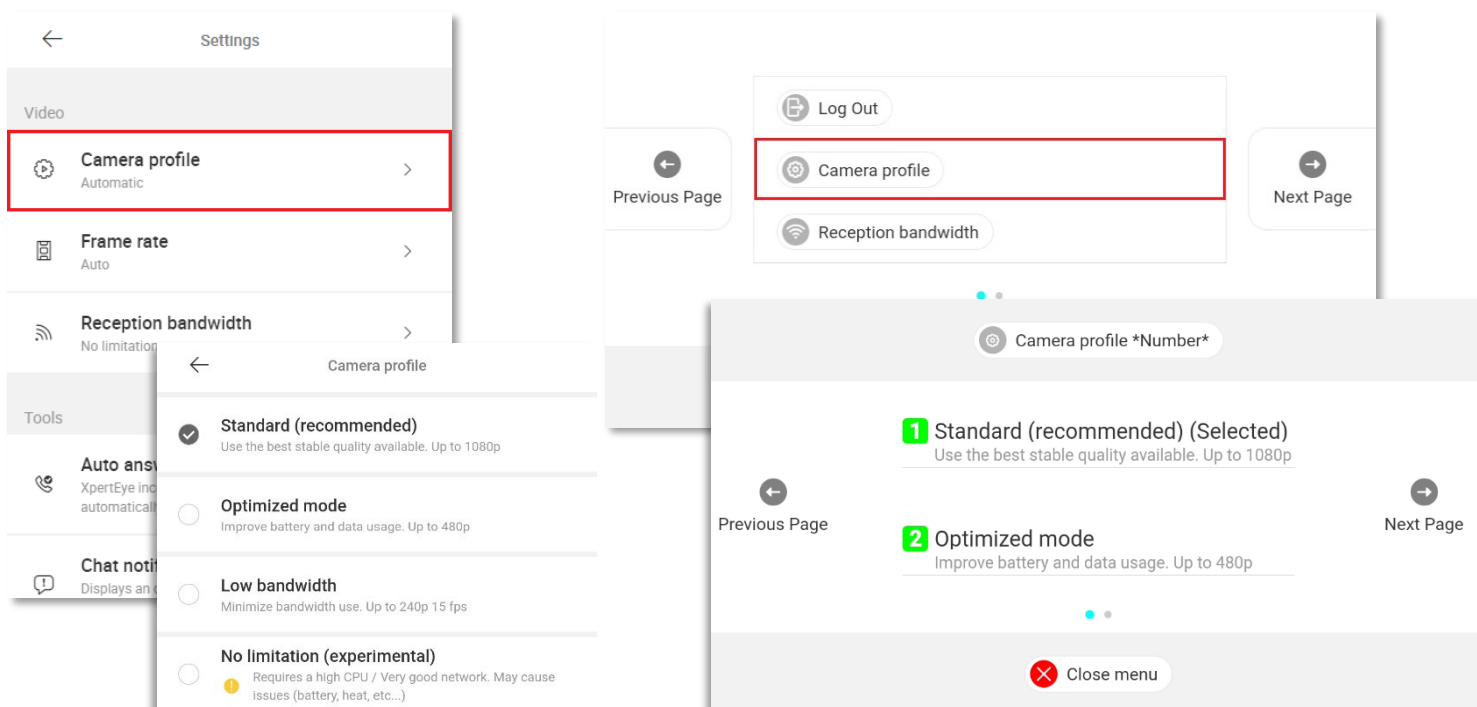 Settings
Video
Camera profile
Automatic
Frame rate
Auto
Reception bandwidth
No limitation
Tools
Auto
XpertEye
Chat
Displays an
Camera profile
Standard (recommended)
Use the best stable quality available. Up to 1080p
Optimized mode
Improve battery and data usage. Up to 480p
Low bandwidth
Minimize bandwidth use. Up to 240p 15 fps
No limitation (experimental)
Requires a high CPU / Very good network. May cause
issues (battery, heat, etc...)
Log Out
Camera profile
Reception bandwidth
Previous Page
Next Page
Camera profile *Number*
1 Standard (recommended) (Selected)
Use the best stable quality available. Up to 1080p
2 Optimized mode
Improve battery and data usage. Up to 480p
Previous Page
Next Page
Close menu